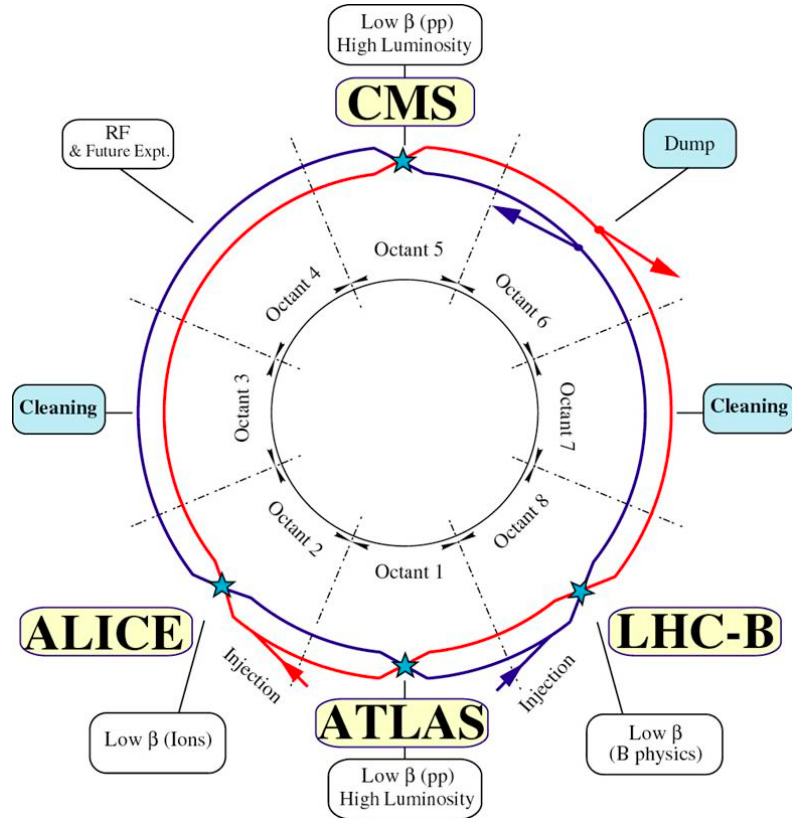 Low β (pp)
High Luminosity
CMS
RF
& Future Expt.
Dump
Octant 5
Octant 4
Octant 6
Cleaning
Octant 3
Octant 7
Cleaning
Octant 2
Octant 8
Octant 1
ALICE
LHC-B
Injection
Injection
ATLAS
Low β (Ions)
Low β
(B physics)
Low β (pp)
High Luminosity